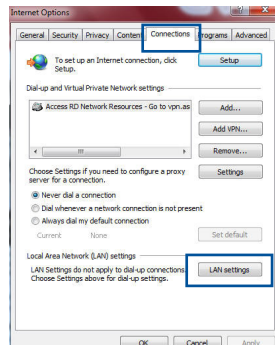 Internet Options
General Security Privacy Content Connections Programs Advanced
To set up an Internet connection, click
Setup.
Setup
Dial-up and Virtual Private Network settings
Access RD Network Resources - Go to vpn.as
Add...
Add VPN...
Remove...
Choose Settings if you need to configure a proxy
server for a connection.
Settings
Never dial a connection
Dial whenever a network connection is not present
Always dial my default connection
Current None
Set default
Local Area Network (LAN) settings
LAN Settings do not apply to dial-up connections.
Choose Settings above for dial-up settings.
LAN settings
OK Cancel Apply